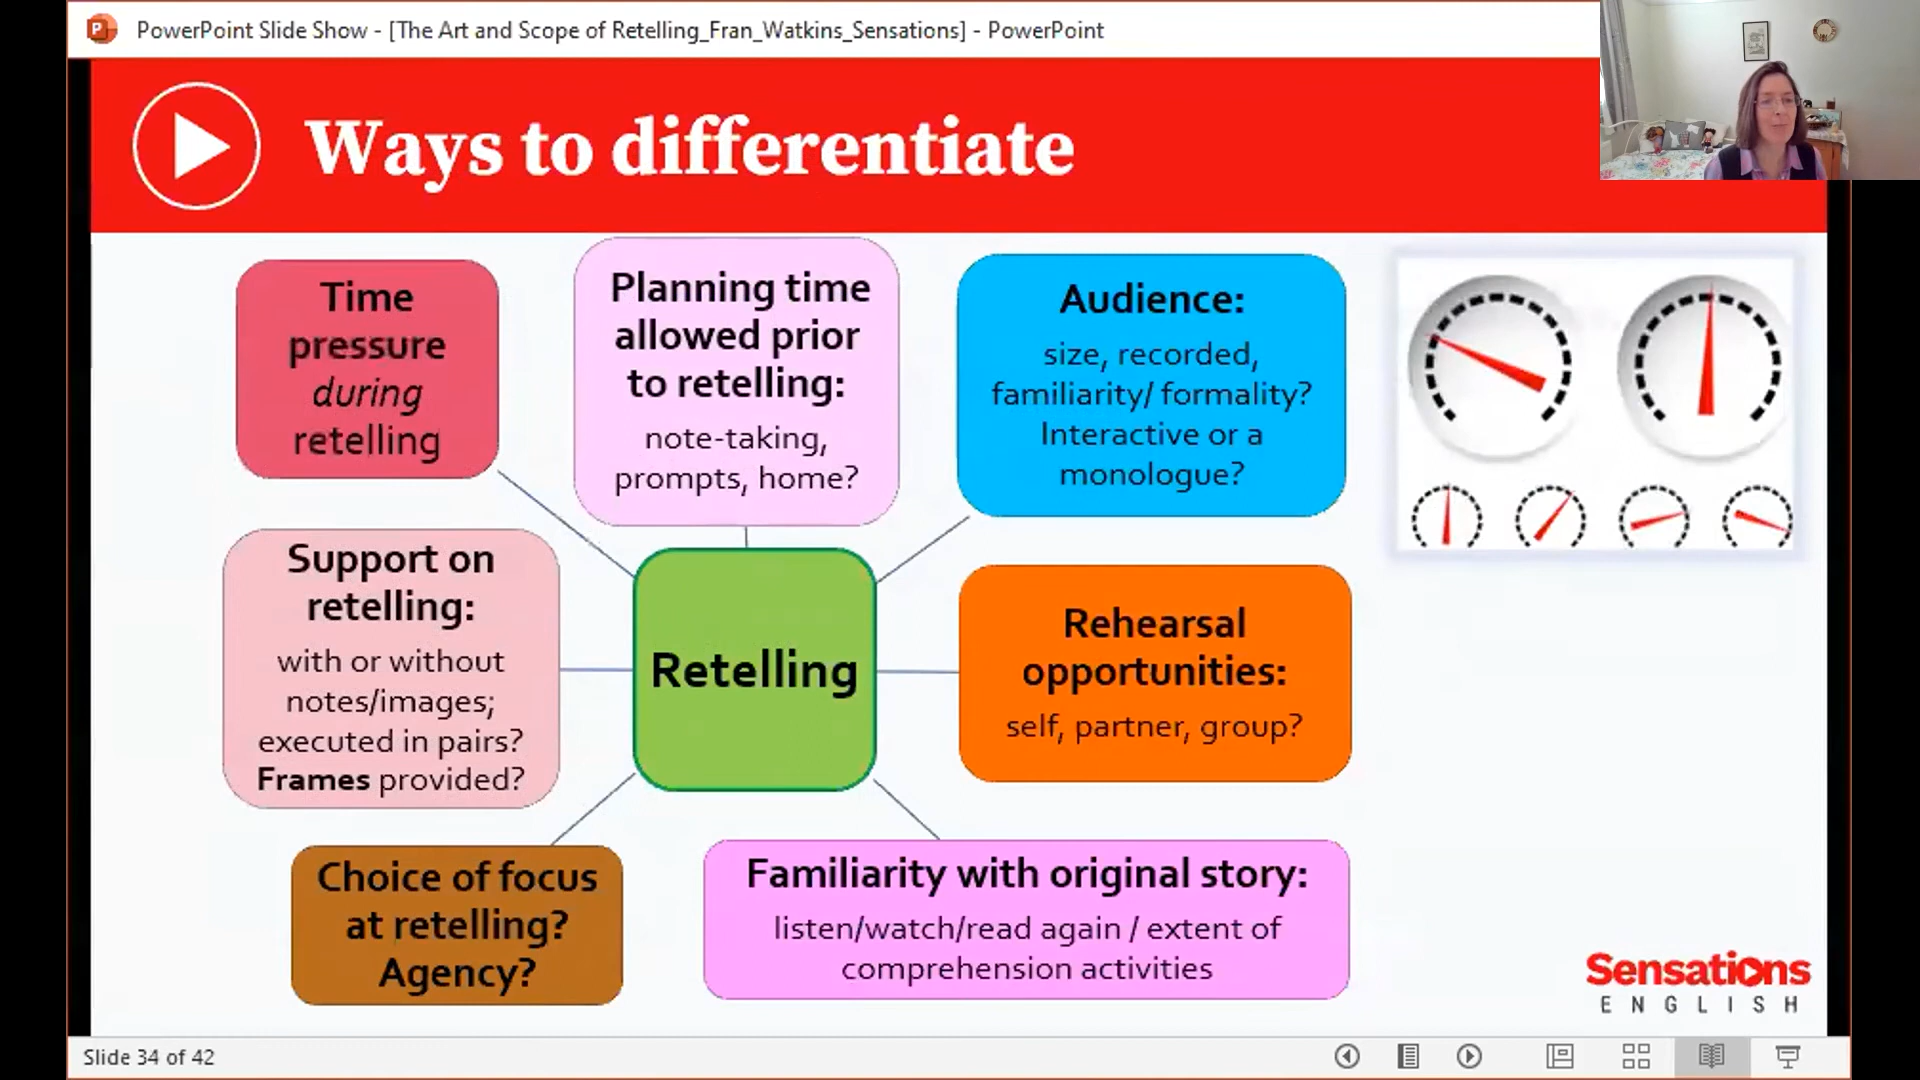 PowerPoint Slide Show - [The Art and Scope of Retelling_Fran_Watkins_Sensations] - PowerPoint
Ways to differentiate
Time
pressure
during
retelling
Planning time
allowed prior
to retelling:
note-taking,
prompts, home?
Audience:
size, recorded,
familiarity/ formality?
Interactive or a
monologue?
Support on
retelling:
with or without
notes/images;
executed in pairs?
Frames provided?
Retelling
Rehearsal
opportunities:
self, partner, group?
Choice of focus
at retelling?
Agency?
Familiarity with original story:
listen/watch/read again / extent of
comprehension activities
Sensations
ENGLISH
Slide 34 of 42